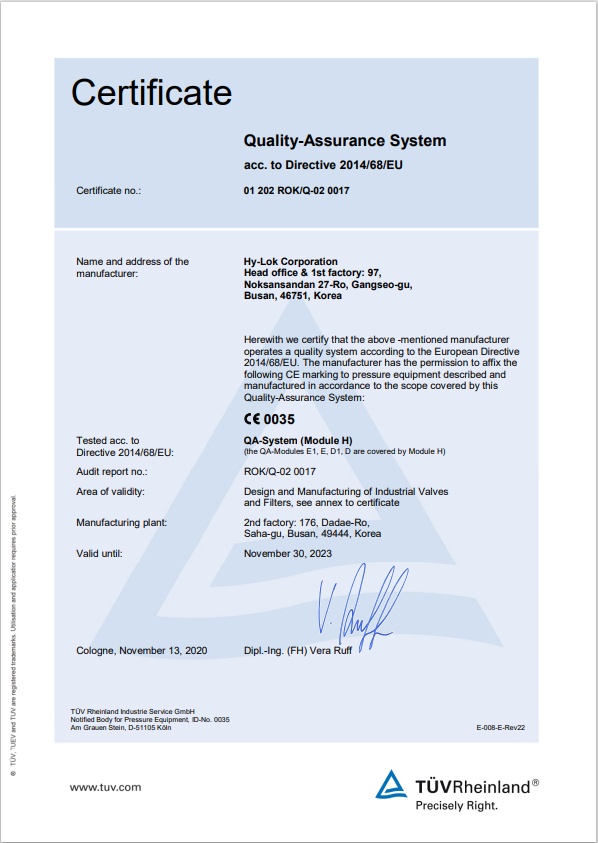 Certificate
Quality-Assurance System
acc. to Directive 2014/68/EU
Certificate no.: 01 202 ROK/Q-02 0017
Name and address of the manufacturer:
Hy-Lok Corporation
Head office & 1st factory: 97,
Noksansandan 27-Ro, Gangseo-gu,
Busan, 46751, Korea
Herewith we certify that the above -mentioned manufacturer
operates a quality system according to the European Directive
2014/68/EU. The manufacturer has the permission to affix the
following CE marking to pressure equipment described and
manufactured in accordance to the scope covered by this
Quality-Assurance System:
CE 0035
Tested acc. to
Directive 2014/68/EU:
QA-System (Module H)
(the QA-Modules E1, E, D1, D are covered by Module H)
Audit report no.: ROK/Q-02 0017
Area of validity: Design and Manufacturing of Industrial Valves
and Filters, see annex to certificate
Manufacturing plant: 2nd factory: 176, Dadae-Ro,
Saha-gu, Busan, 49444, Korea
Valid until: November 30, 2023
Cologne, November 13, 2020 Dipl.-Ing. (FH) Vera Ruff
TÜV Rheinland Industrie Service GmbH
Notified Body for Pressure Equipment, ID-No. 0035
Am Grauen Stein, D-51105 Köln
E-008-E-Rev22
® TÜV, TUEV and TUV are registered trademarks. Utilisation and application requires prior approval.
www.tuv.com
TÜVRheinland®
Precisely Right.